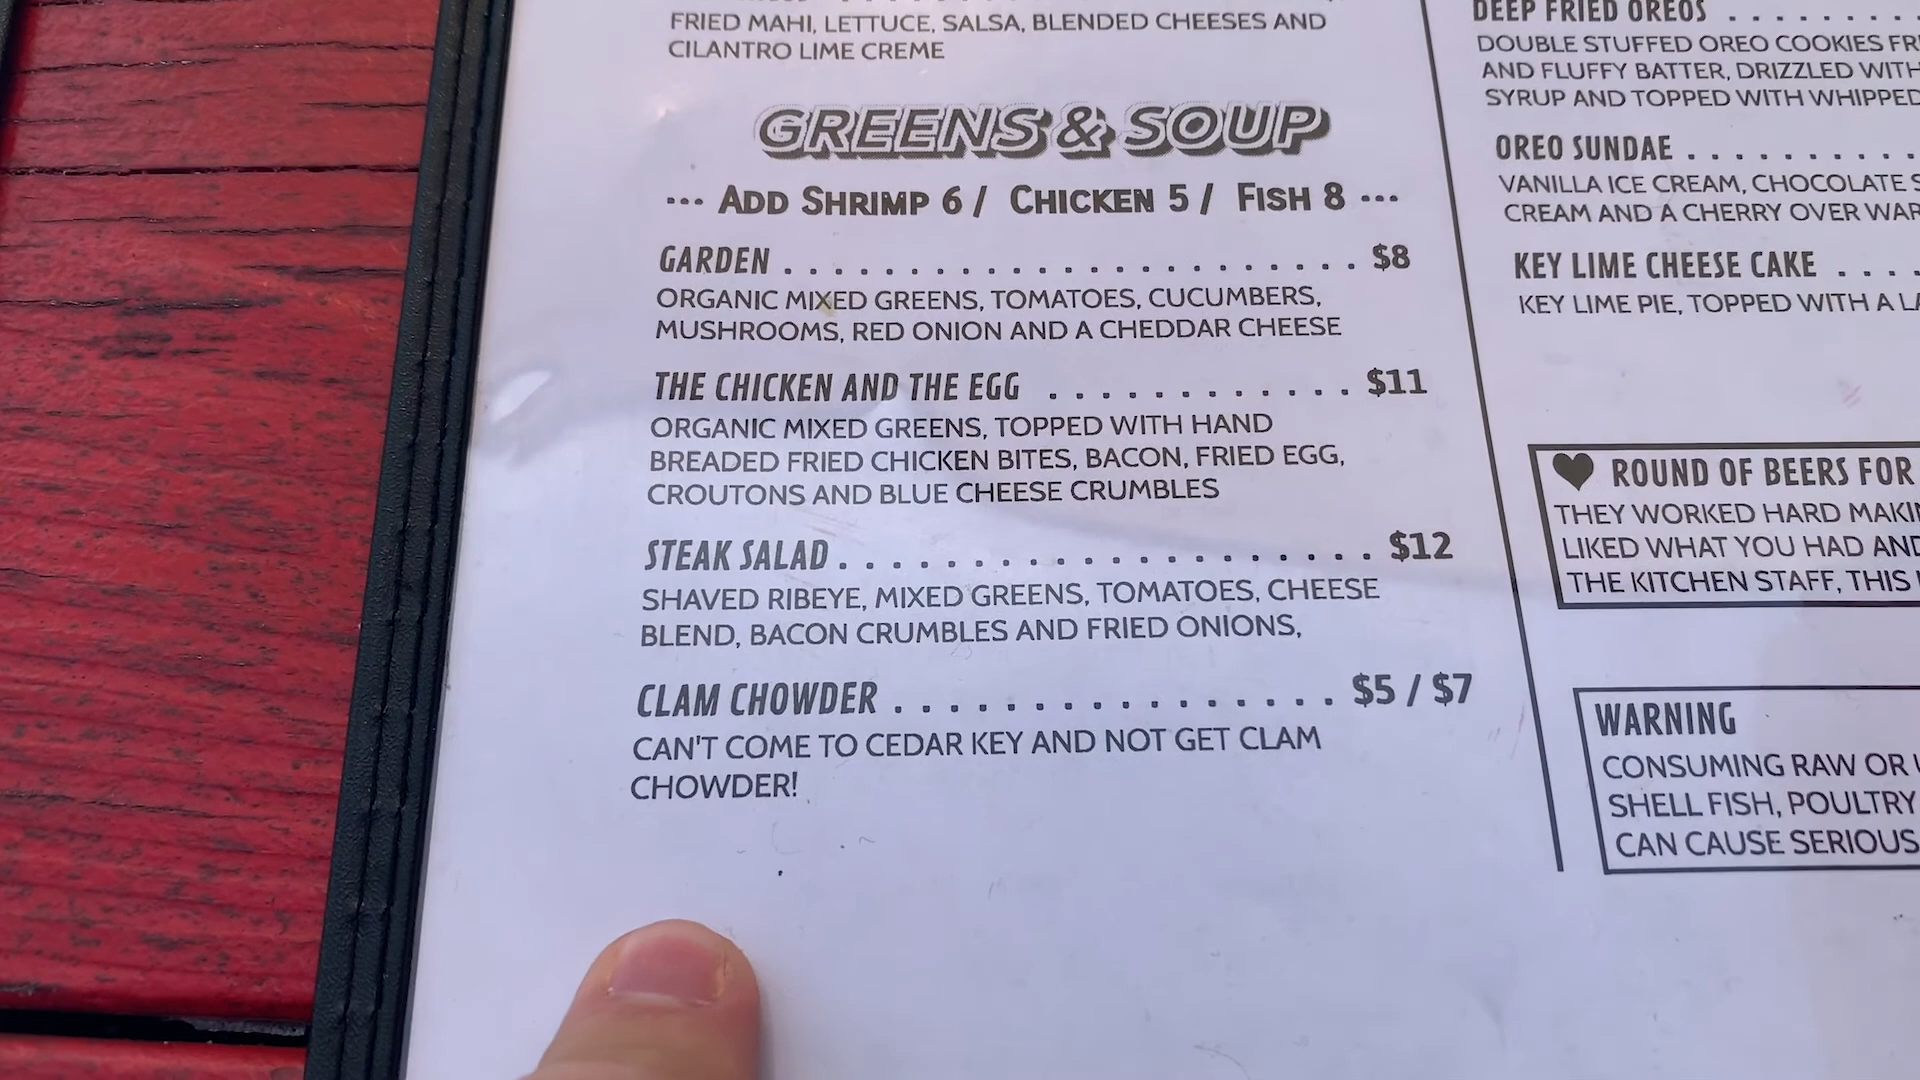 FRIED MAHI, LETTUCE, SALSA, BLENDED CHEESES AND
CILANTRO LIME CREME
GREENS & SOUP
... ADD SHRIMP 6 / CHICKEN 5 / FISH 8 ...
GARDEN . . . . . . . . . . . . . . . . . . . . . . . $8
ORGANIC MIXED GREENS, TOMATOES, CUCUMBERS,
MUSHROOMS, RED ONION AND A CHEDDAR CHEESE
THE CHICKEN AND THE EGG . . . . . . . . . . . . $11
ORGANIC MIXED GREENS, TOPPED WITH HAND
BREADED FRIED CHICKEN BITES, BACON, FRIED EGG,
CROUTONS AND BLUE CHEESE CRUMBLES
STEAK SALAD . . . . . . . . . . . . . . . . . . . . $12
SHAVED RIBEYE, MIXED GREENS, TOMATOES, CHEESE
BLEND, BACON CRUMBLES AND FRIED ONIONS,
CLAM CHOWDER . . . . . . . . . . . . . . . . $5 / $7
CAN'T COME TO CEDAR KEY AND NOT GET CLAM
CHOWDER!
DEEP FRIED OREOS . . . . . . . .
DOUBLE STUFFED OREO COOKIES
AND FLUFFY BATTER, DRIZZLED WITH
SYRUP AND TOPPED WITH WHIPPED
OREO SUNDAE . . . . . . . . . .
VANILLA ICE CREAM, CHOCOLATE
CREAM AND A CHERRY OVER
KEY LIME CHEESE CAKE . . . .
KEY LIME PIE, TOPPED WITH A
♥ ROUND OF BEERS FOR
THEY WORKED HARD
LIKED WHAT YOU HAD AND
THE KITCHEN STAFF, THIS
WARNING
CONSUMING RAW OR
SHELL FISH, POULTRY
CAN CAUSE SERIOUS